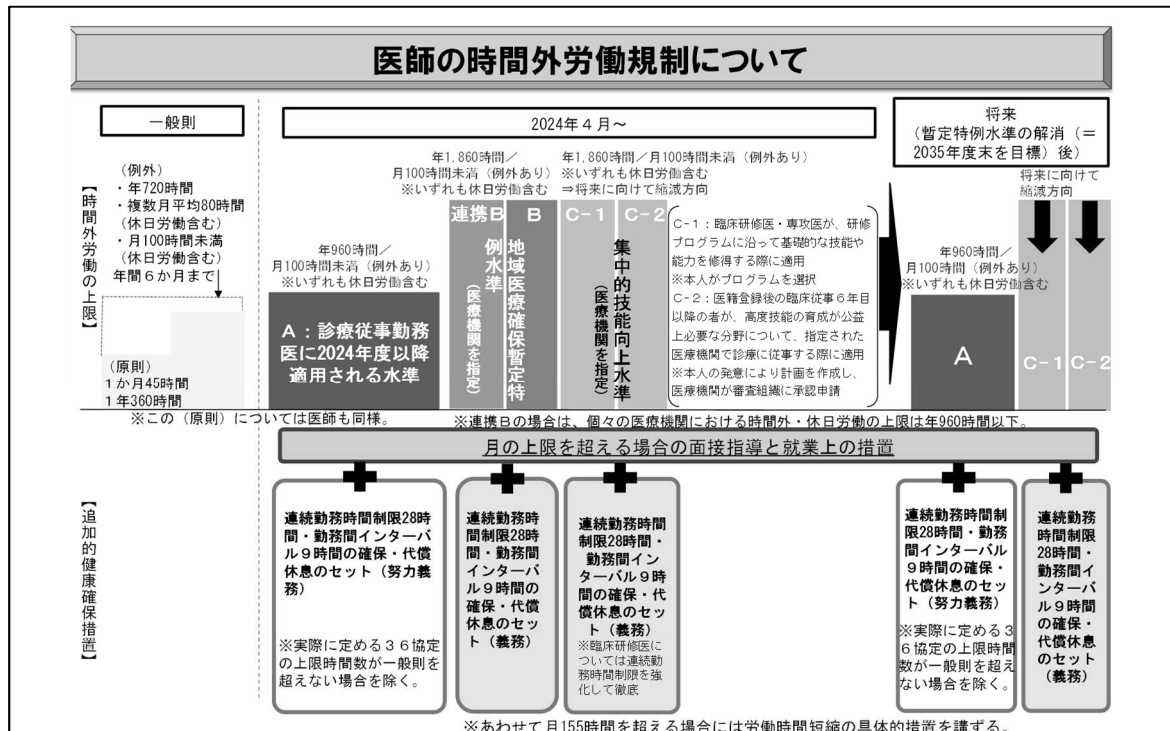 医師の時間外労働規制について
一般則
2024年4月～
将来
（暫定特例水準の解消（＝
2035年度末を目標）後）
【時間外労働の上限】
（例外）
・年720時間
・複数月平均80時間
（休日労働含む）
・月100時間未満
（休日労働含む）
年間6か月まで
（原則）
1か月45時間
1年360時間
※この（原則）については医師も同様。
年960時間／
月100時間未満（例外あり）
※いずれも休日労働含む
A：診療従事勤務
医に2024年度以降
適用される水準
年1,860時間／
月100時間未満（例外あり）
※いずれも休日労働含む
連携B
B
地域医療確保暫定特
例水準
（医療機関を指定）
年1,860時間／月100時間未満（例外あり）
※いずれも休日労働含む
⇒将来に向けて縮減方向
C-1
C-2
集中的技能向上水準
（医療機関を指定）
C-1：臨床研修医・専攻医が、研修
プログラムに沿って基礎的な技能や
能力を修得する際に適用
※本人がプログラムを選択
C-2：医籍登録後の臨床従事6年目
以降の者が、高度技能の育成が公益
上必要な分野について、指定された
医療機関で診療に従事する際に適用
※本人の発意により計画を作成し、
医療機関が審査組織に承認申請
※連携Bの場合は、個々の医療機関における時間外・休日労働の上限は年960時間以下。
年960時間／
月100時間（例外あり）
※いずれも休日労働含む
A
将来に向けて
縮減方向
C-1
C-2
月の上限を超える場合の面接指導と就業上の措置
【追加的健康確保措置】
連続勤務時間制限28時
間・勤務間インターバ
ル9時間の確保・代償
休息のセット（努力義
務）
※実際に定める36協定
の上限時間数が一般則を
超えない場合を除く。
連続勤務時
間制限28時
間・勤務間
インターバ
ル9時間の
確保・代償
休息のセッ
ト（義務）
連続勤務時間
制限28時間・
勤務間インタ
ーバル9時間
の確保・代償
休息のセッ
ト（義務）
※臨床研修医に
ついては連続勤
務時間制限を強
化して徹底
連続勤務時間制
限28時間・勤務
間インターバル
9時間の確保・
代償休息のセッ
ト（努力義務）
※実際に定める3
6協定の上限時間
数が一般則を超え
ない場合を除く。
連続勤務
時間制限
28時間・
勤務間イ
ンターバ
ル9時間
の確保・
代償休息
のセット
（義務）
※あわせて月155時間を超える場合には労働時間短縮の具体的措置を講ずる。